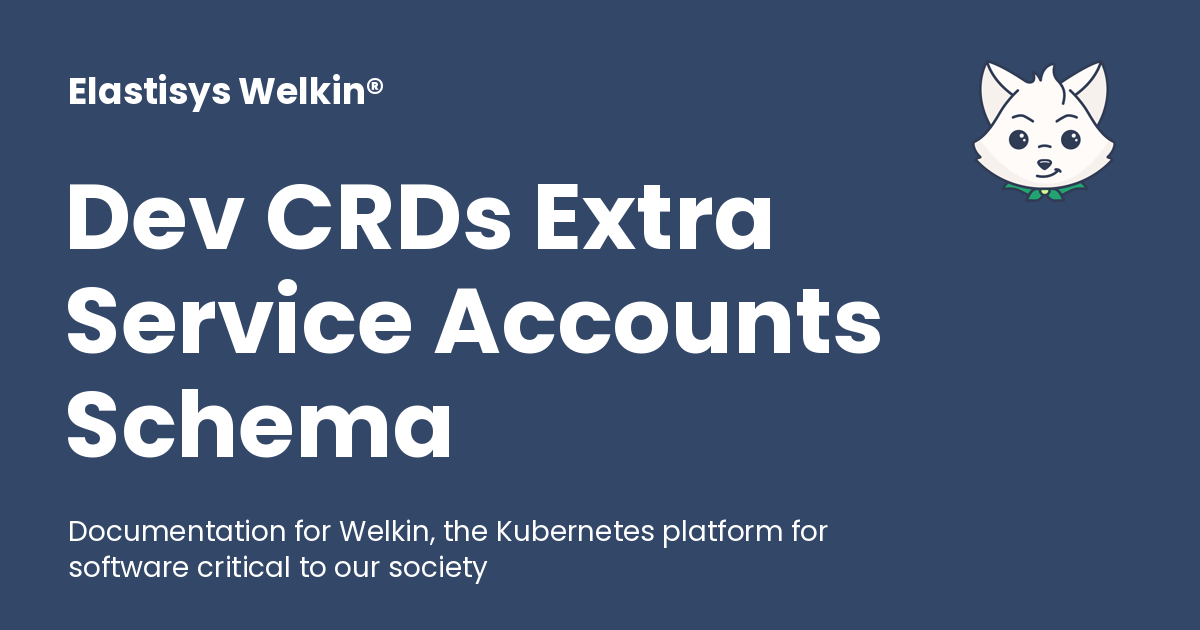 Elastisys Welkin®
Dev CRDs Extra
Service Accounts
Schema
Documentation for Welkin, the Kubernetes platform for
software critical to our society